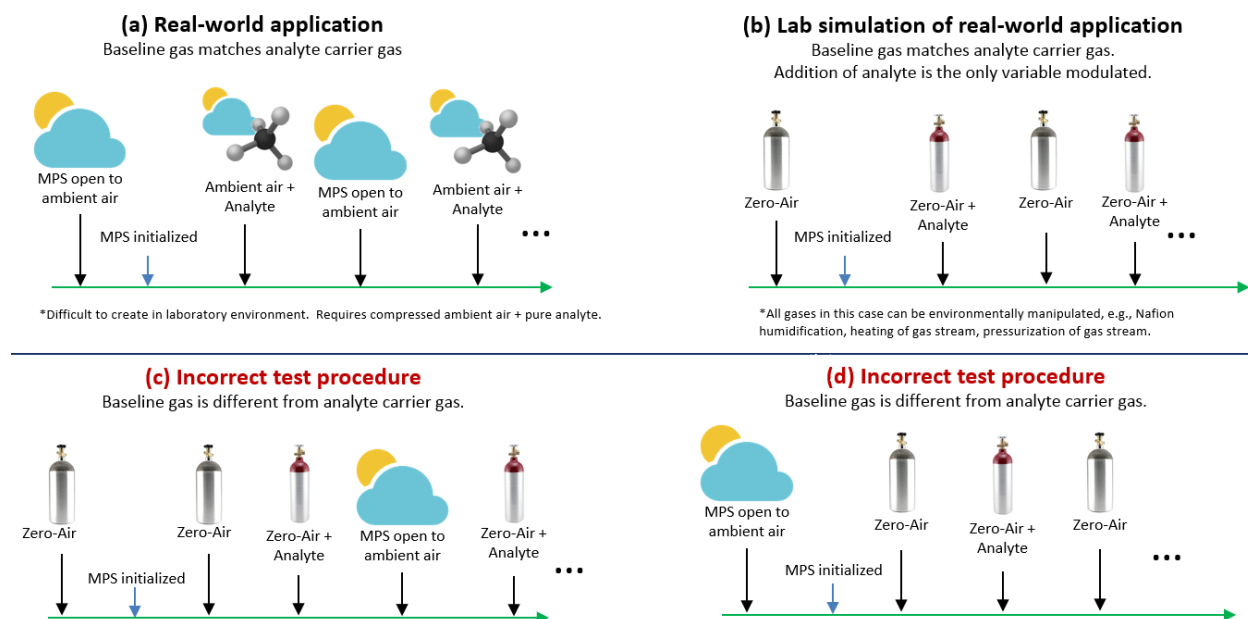 (a) Real-world application
Baseline gas matches analyte carrier gas
MPS open to
ambient air
MPS initialized
Ambient air +
Analyte
MPS open to
ambient air
Ambient air +
Analyte
...
*Difficult to create in laboratory environment. Requires compressed ambient air + pure analyte.
(b) Lab simulation of real-world application
Baseline gas matches analyte carrier gas.
Addition of analyte is the only variable modulated.
Zero-Air
MPS initialized
Zero-Air +
Analyte
Zero-Air
Zero-Air +
Analyte
...
*All gases in this case can be environmentally manipulated, e.g., Nafion
humidification, heating of gas stream, pressurization of gas stream.
(c) Incorrect test procedure
Baseline gas is different from analyte carrier gas.
Zero-Air
MPS initialized
Zero-Air
Zero-Air +
Analyte
MPS open to
ambient air
Zero-Air +
Analyte
...
(d) Incorrect test procedure
Baseline gas is different from analyte carrier gas.
MPS open to
ambient air
MPS initialized
Zero-Air
Zero-Air +
Analyte
Zero-Air
...